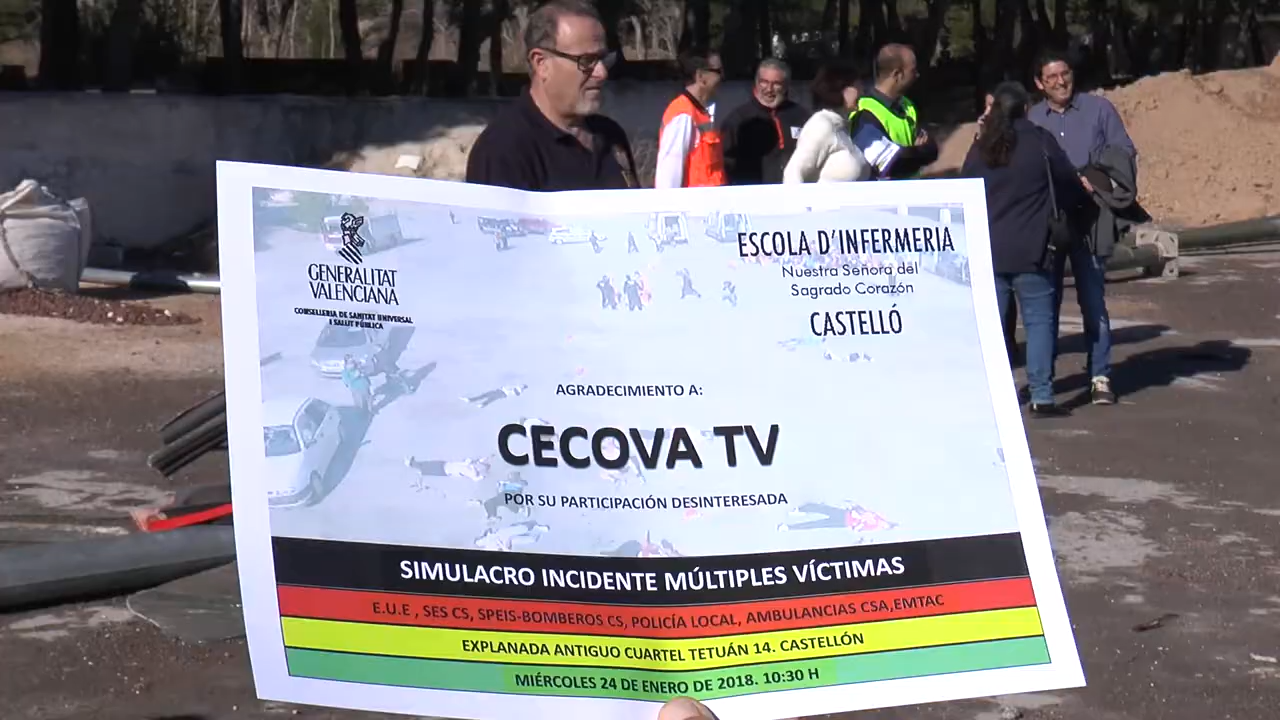 GENERALITAT
VALENCIANA
CONSELLERIA DE SANITAT UNIVERSAL
I SALUT PÚBLICA
ESCOLA D'INFERMERIA
Nuestra Señora del
Sagrado Corazón
CASTELLÓ
AGRADECIMIENTO A:
CECOVA TV
POR SU PARTICIPACIÓN DESINTERESADA
SIMULACRO INCIDENTE MÚLTIPLES VÍCTIMAS
E.U.E , SES CS, SPEIS-BOMBEROS CS, POLICÍA LOCAL, AMBULANCIAS CSA,EMTAC
EXPLANADA ANTIGUO CUARTEL TETUÁN 14. CASTELLÓN
MIÉRCOLES 24 DE ENERO DE 2018. 10:30 H